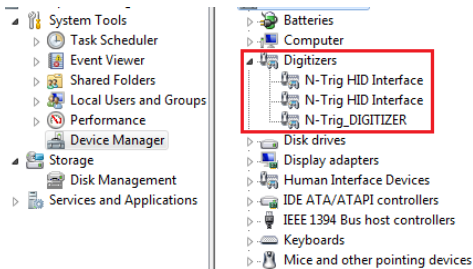 System Tools
Task Scheduler
Event Viewer
Shared Folders
Local Users and Groups
Performance
Device Manager
Storage
Disk Management
Services and Applications
Batteries
Computer
Digitizers
N-Trig HID Interface
N-Trig HID Interface
N-Trig_DIGITIZER
Disk drives
Display adapters
Human Interface Devices
IDE ATA/ATAPI controllers
IEEE 1394 Bus host controllers
Keyboards
Mice and other pointing devices